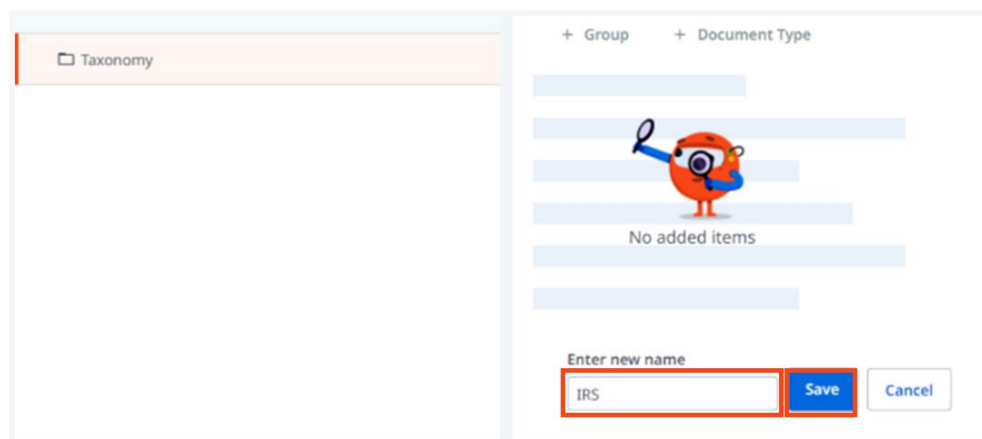 Taxonomy
+ Group + Document Type
No added items
Enter new name
IRS
Save
Cancel